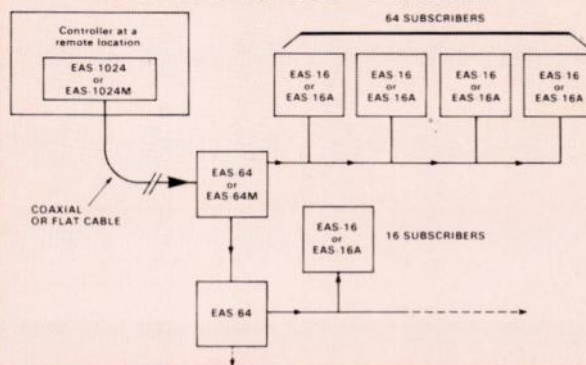 Controller at a
remote location
EAS-1024
or
EAS-1024M
64 SUBSCRIBERS
EAS-16
or
EAS-16A
EAS-16
or
EAS-16A
EAS-16
or
EAS-16A
EAS-16
or
EAS-16A
COAXIAL
OR FLAT CABLE
EAS 64
or
EAS-64M
EAS-16
or
EAS-16A
16 SUBSCRIBERS
EAS 64